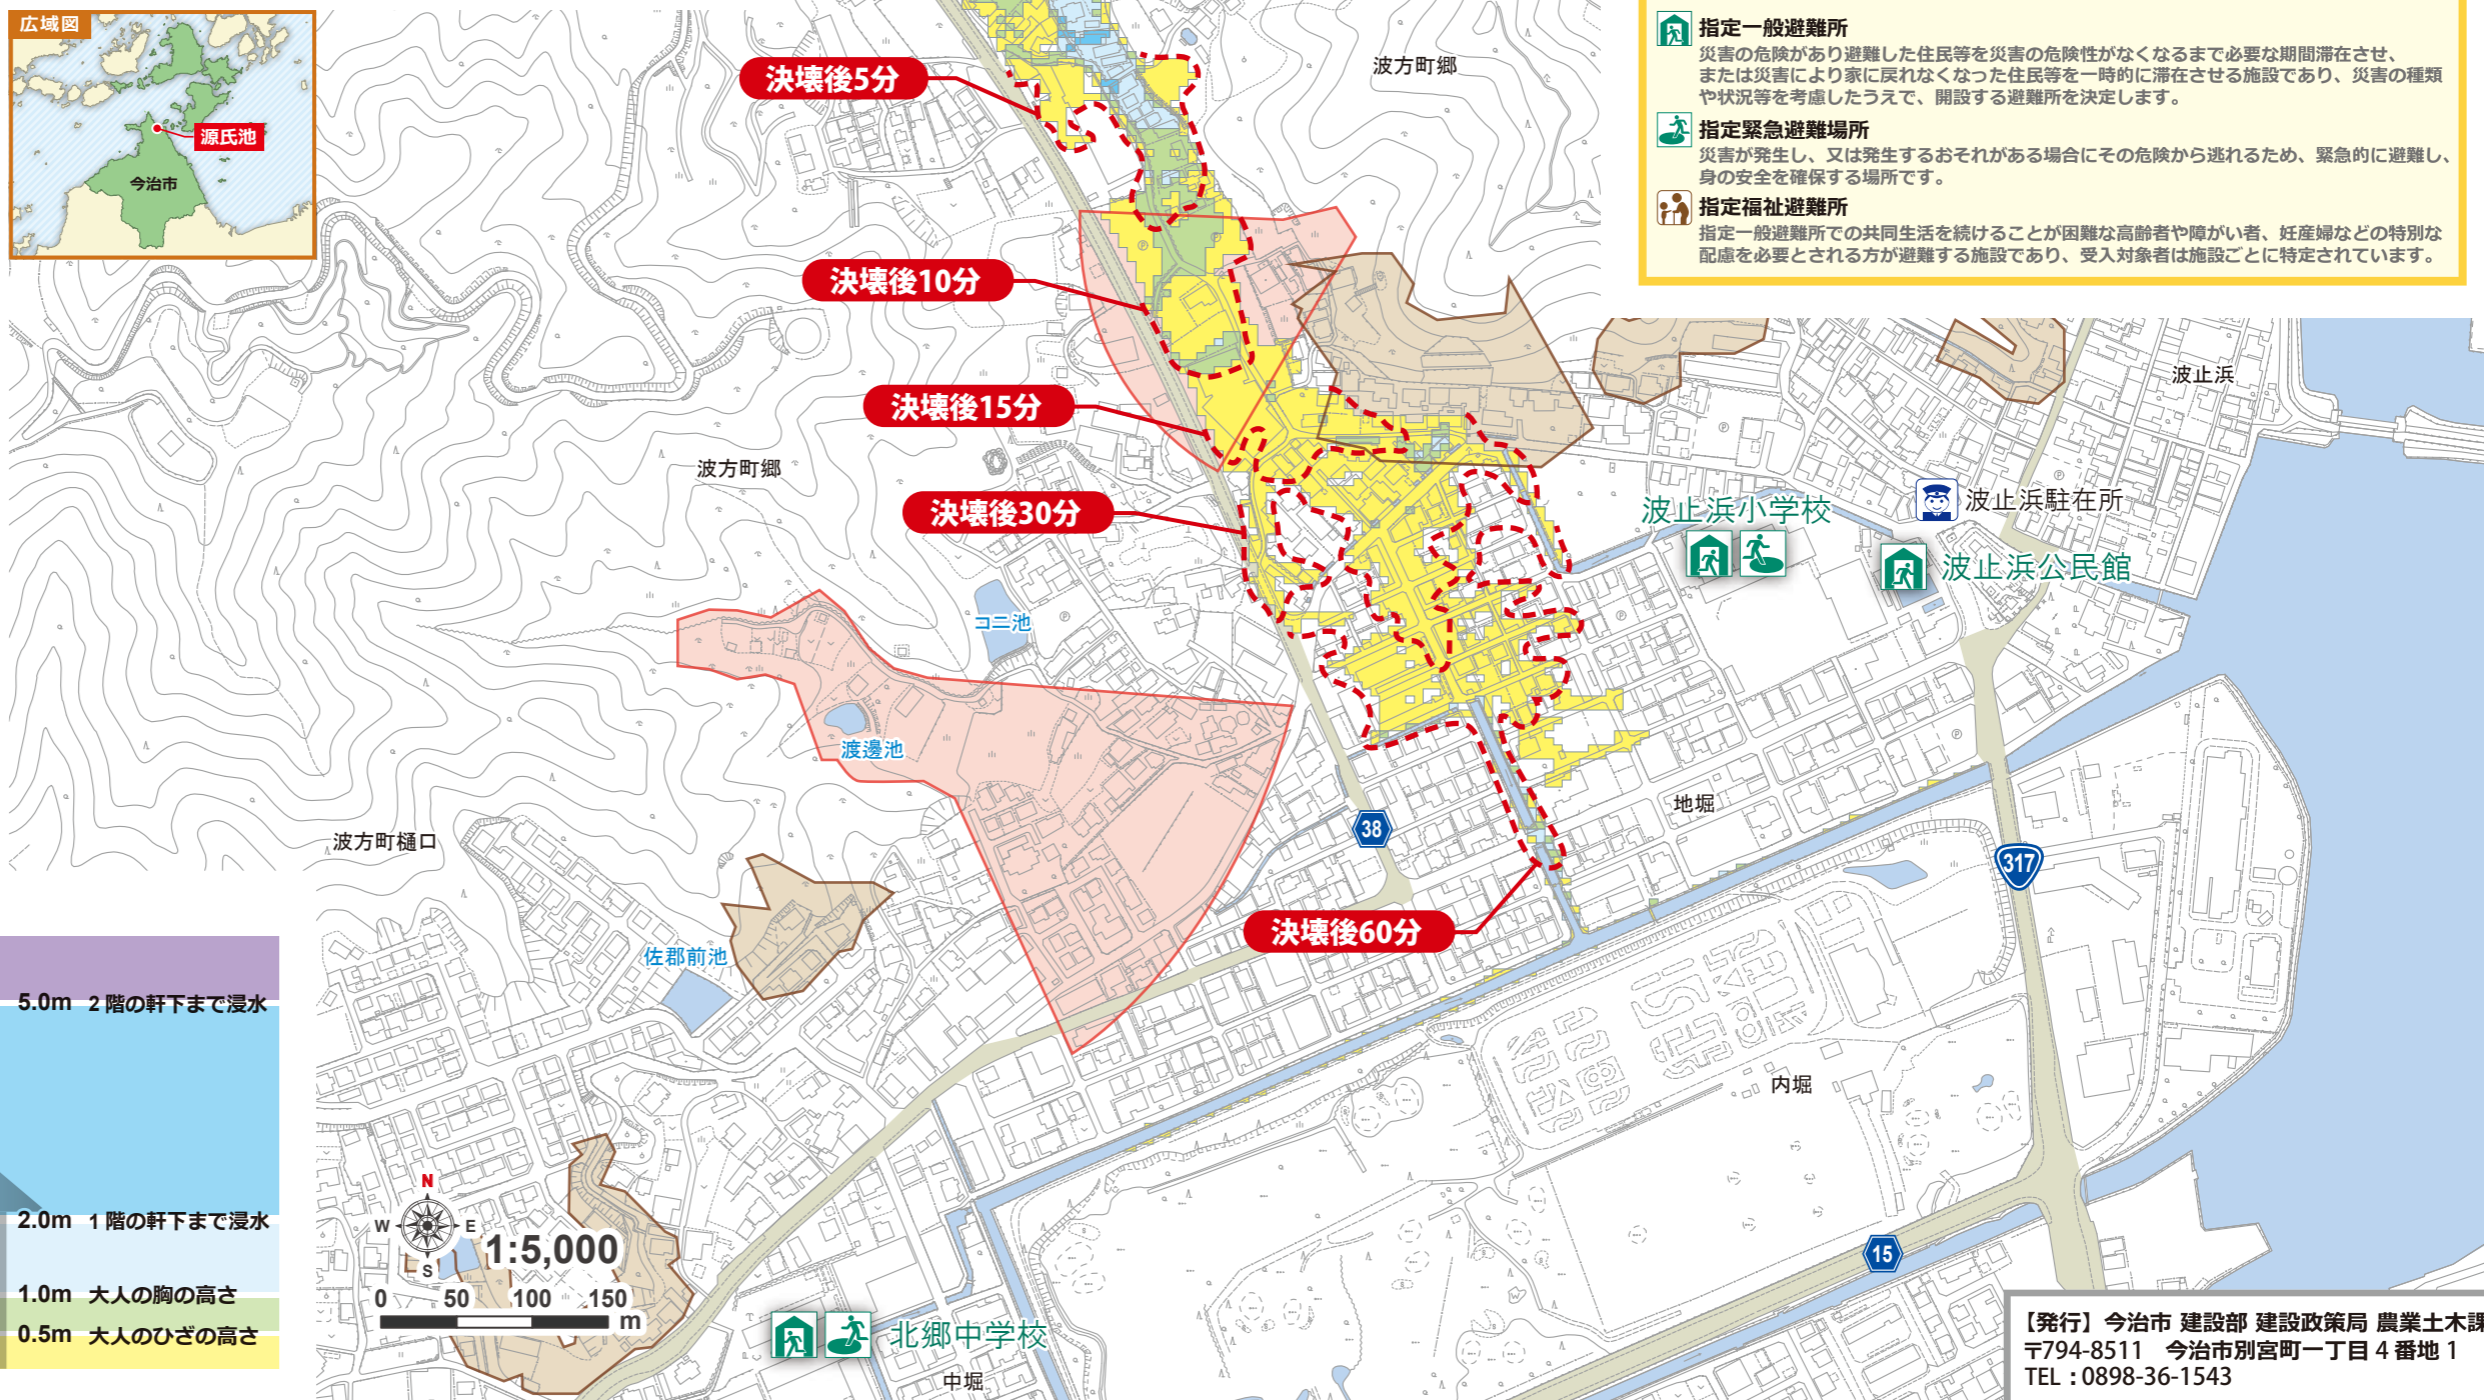 広域図
源氏池
今治市
指定一般避難所
災害の危険があり避難した住民等を災害の危険性がなくなるまで必要な期間滞在させ、
または災害により家に戻れなくなった住民等を一時的に滞在させる施設であり、災害の種類
や状況等を考慮したうえで、開設する避難所を決定します。
指定緊急避難場所
災害が発生し、又は発生するおそれがある場合にその危険から逃れるため、緊急的に避難し、
身の安全を確保する場所です。
指定福祉避難所
指定一般避難所での共同生活を続けることが困難な高齢者や障がい者、妊産婦などの特別な
配慮を必要とされる方が避難する施設であり、受入対象者は施設ごとに特定されています。
決壊後5分
波方町郷
決壊後10分
決壊後15分
波止浜
波方町郷
決壊後30分
波止浜小学校
波止浜駐在所
波止浜公民館
コニ池
渡邊池
地堀
38
317
波方町樋口
決壊後60分
佐郡前池
内堀
15
5.0m 2階の軒下まで浸水
2.0m 1階の軒下まで浸水
1.0m 大人の胸の高さ
0.5m 大人のひざの高さ
N
W E
S
1:5,000
0 50 100 150
m
北郷中学校
中堀
【発行】今治市 建設部 建設政策局 農業土木課
〒794-8511 今治市別宮町一丁目4番地1
TEL：0898-36-1543